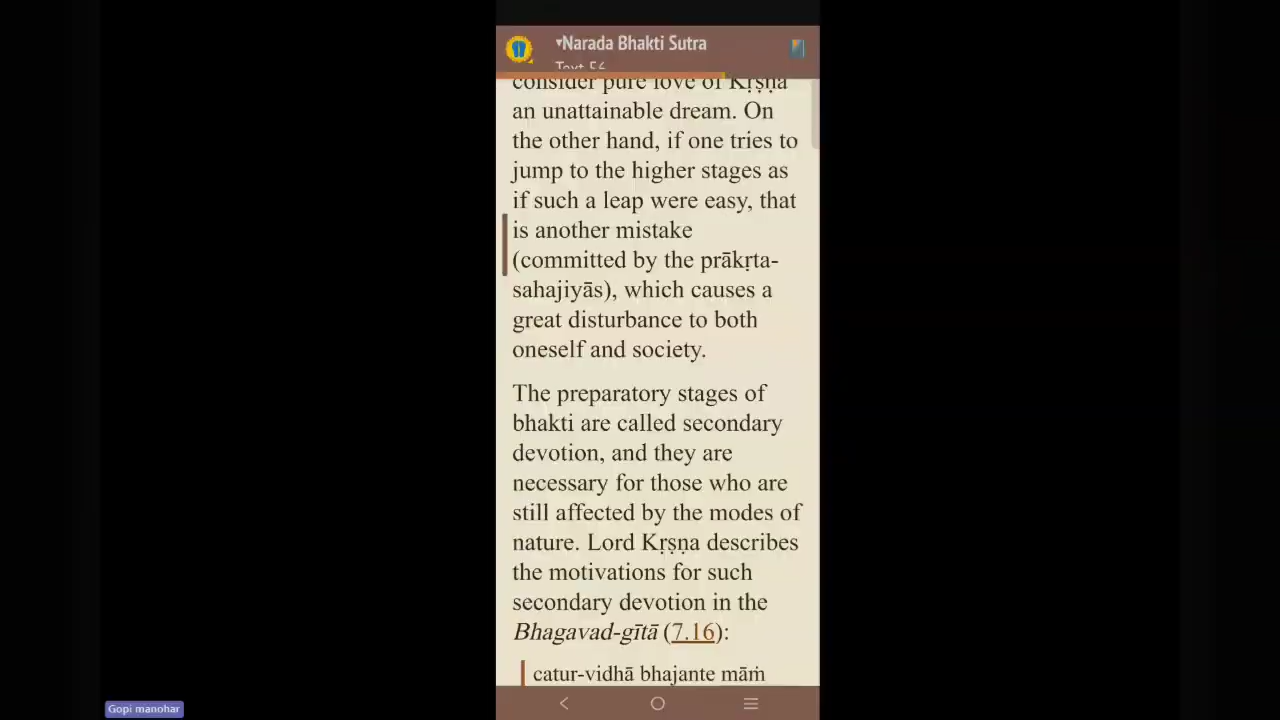 ▾Narada Bhakti Sutra
Text 56
consider pure love of Kṛṣṇa
an unattainable dream. On
the other hand, if one tries to
jump to the higher stages as
if such a leap were easy, that
is another mistake
(committed by the prākṛta-
sahajiyās), which causes a
great disturbance to both
oneself and society.
The preparatory stages of
bhakti are called secondary
devotion, and they are
necessary for those who are
still affected by the modes of
nature. Lord Kṛṣṇa describes
the motivations for such
secondary devotion in the
Bhagavad-gītā (7.16):
catur-vidhā bhajante māṁ
Gopi manohar